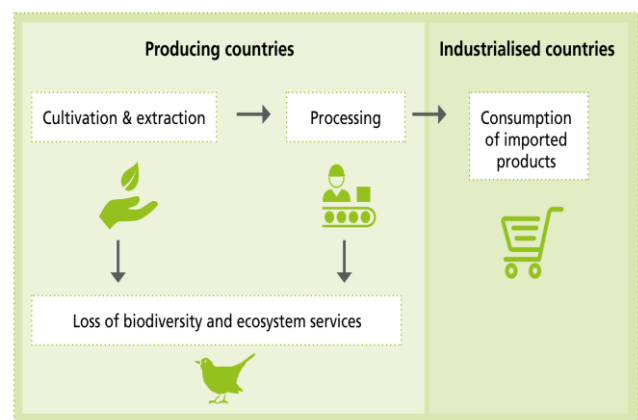 Producing countries
Industrialised countries
Cultivation & extraction
Processing
Consumption
of imported
products
Loss of biodiversity and ecosystem services